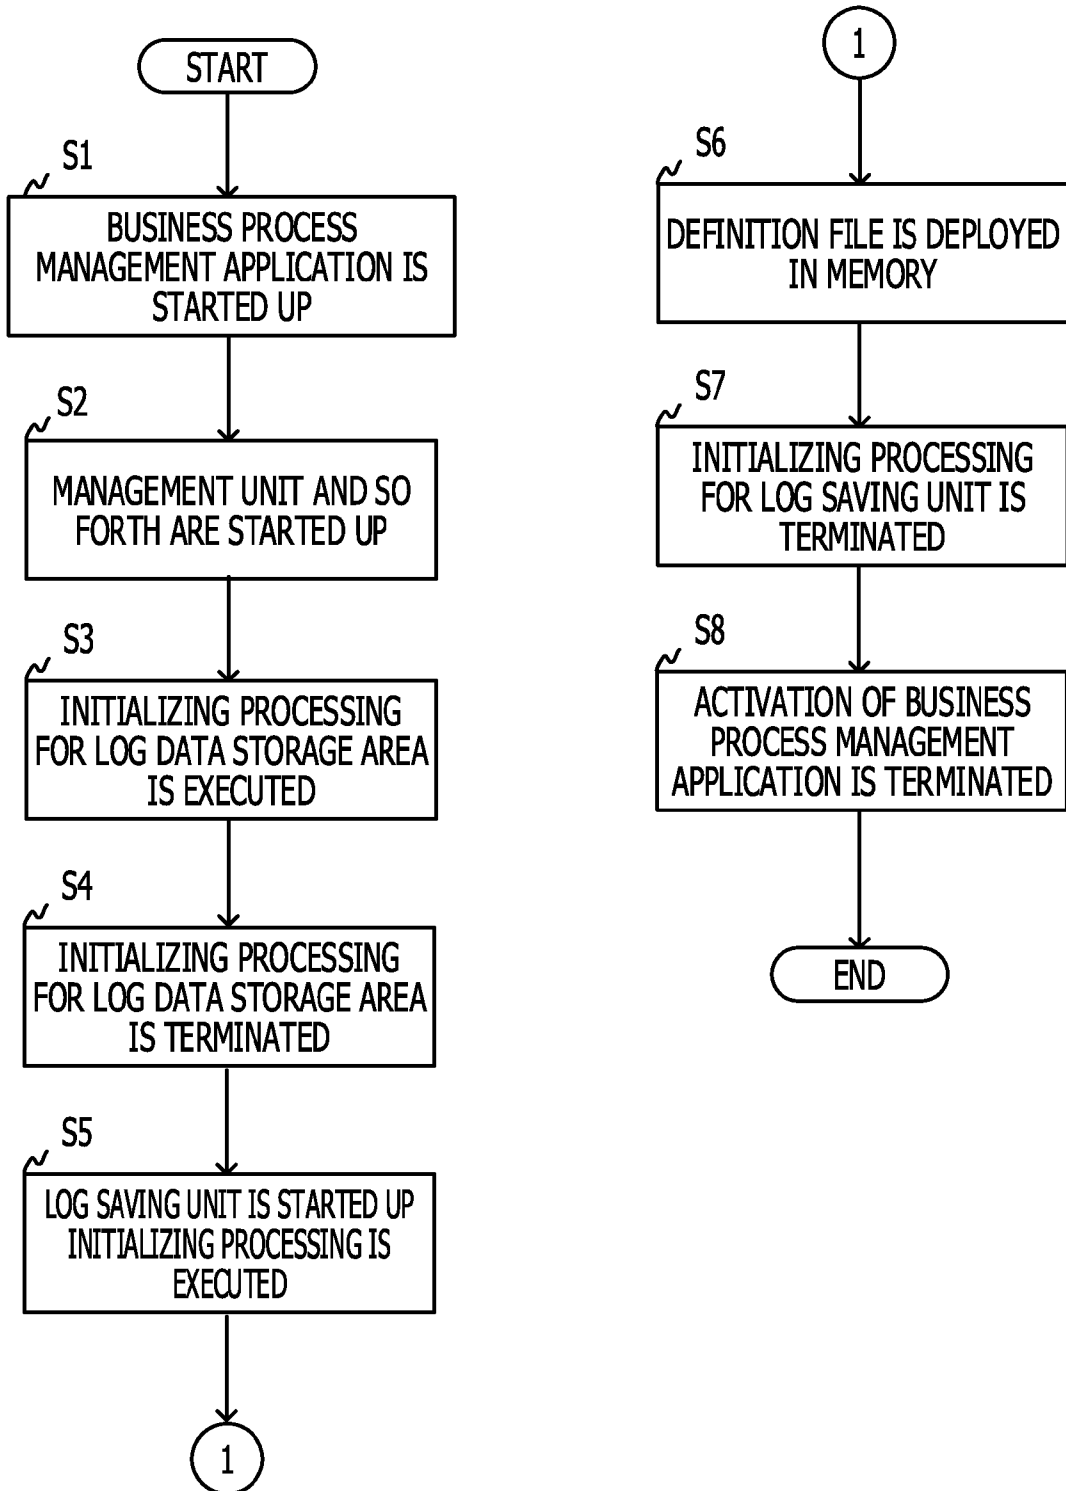 START
S1
BUSINESS PROCESS
MANAGEMENT APPLICATION IS
STARTED UP
S2
MANAGEMENT UNIT AND SO
FORTH ARE STARTED UP
S3
INITIALIZING PROCESSING
FOR LOG DATA STORAGE AREA
IS EXECUTED
S4
INITIALIZING PROCESSING
FOR LOG DATA STORAGE AREA
IS TERMINATED
S5
LOG SAVING UNIT IS STARTED UP
INITIALIZING PROCESSING IS
EXECUTED
1
1
S6
DEFINITION FILE IS DEPLOYED
IN MEMORY
S7
INITIALIZING PROCESSING
FOR LOG SAVING UNIT IS
TERMINATED
S8
ACTIVATION OF BUSINESS
PROCESS MANAGEMENT
APPLICATION IS TERMINATED
END